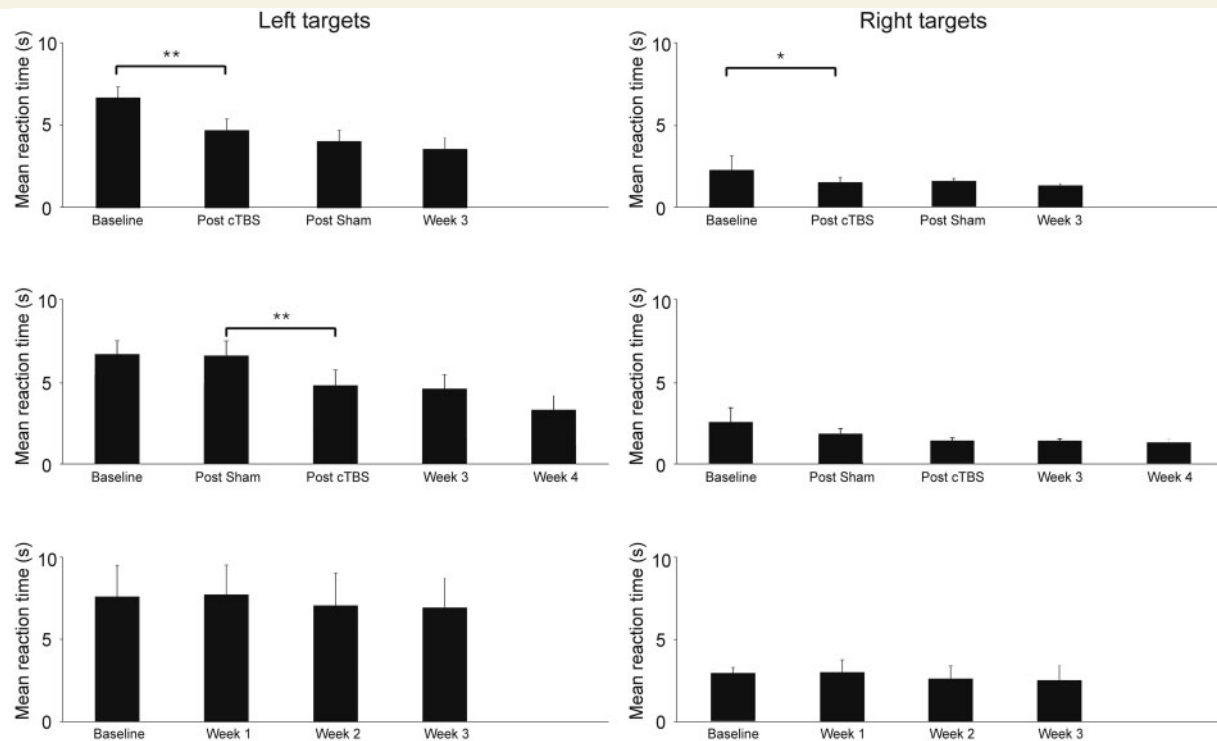 Left targets
Right targets
Mean reaction time (s)
10
5
0
**
Baseline Post cTBS Post Sham Week 3
Mean reaction time (s)
10
5
0
*
Baseline Post cTBS Post Sham Week 3
Mean reaction time (s)
10
5
0
**
Baseline Post Sham Post cTBS Week 3 Week 4
Mean reaction time (s)
10
5
0
Baseline Post Sham Post cTBS Week 3 Week 4
Mean reaction time (s)
10
5
0
Baseline Week 1 Week 2 Week 3
Mean reaction time (s)
10
5
0
Baseline Week 1 Week 2 Week 3